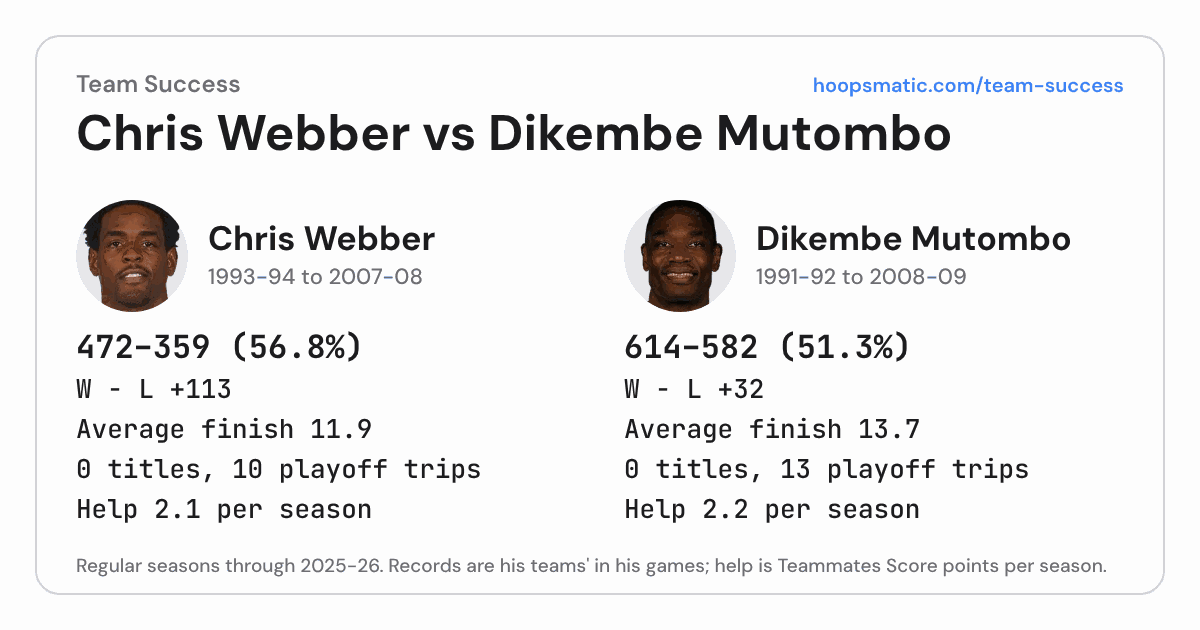 Team Success
hoopsmatic.com/team-success
Chris Webber vs Dikembe Mutombo
Chris Webber
1993-94 to 2007-08
472-359 (56.8%)
W - L +113
Average finish 11.9
0 titles, 10 playoff trips
Help 2.1 per season
Dikembe Mutombo
1991-92 to 2008-09
614-582 (51.3%)
W - L +32
Average finish 13.7
0 titles, 13 playoff trips
Help 2.2 per season
Regular seasons through 2025-26. Records are his teams' in his games; help is Teammates Score points per season.